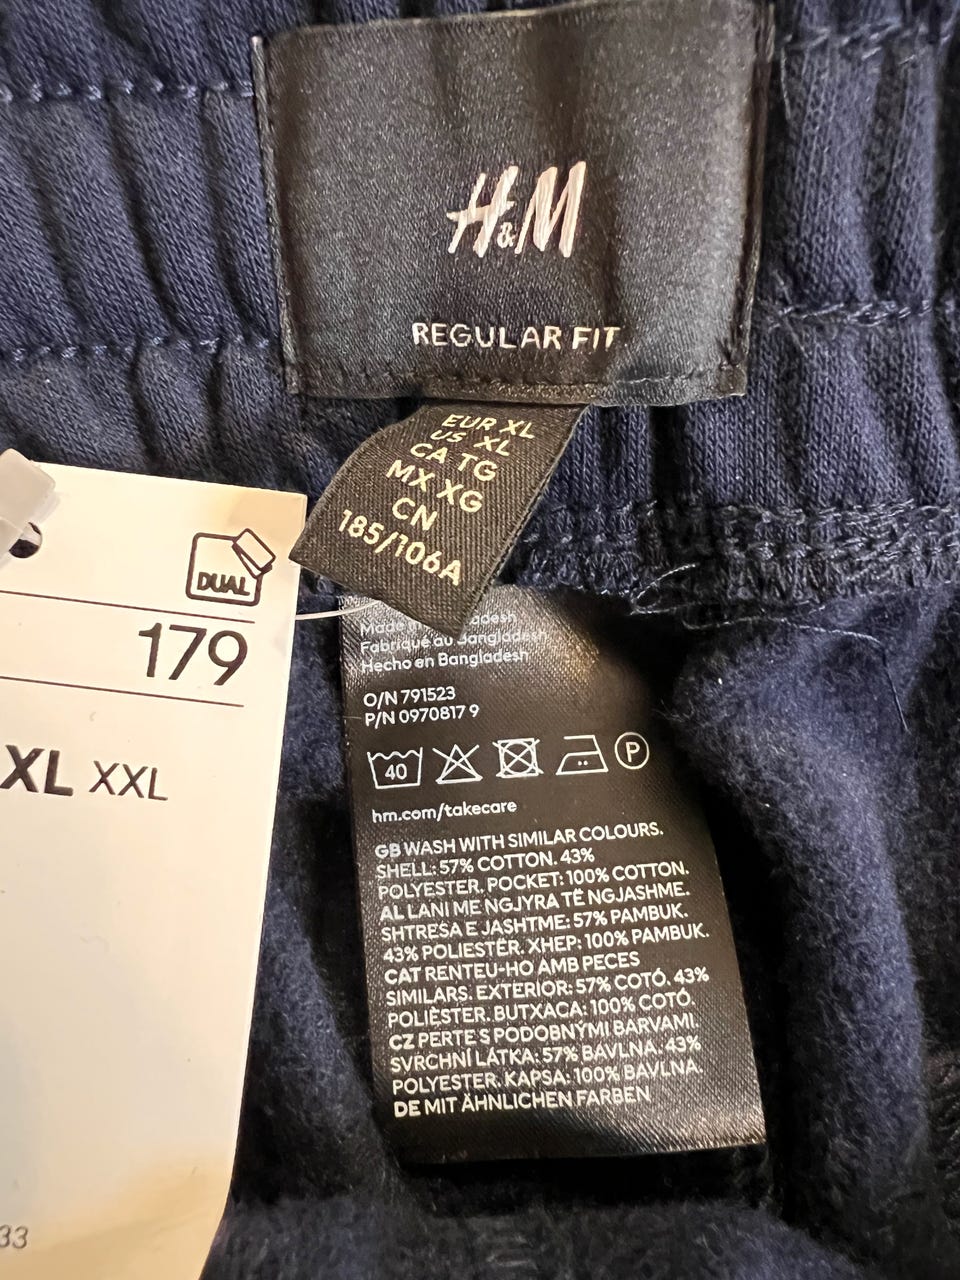 H&M
REGULAR FIT
EUR XL
US XL
CA TG
MX XG
CN
185/106A
DUAL
179
XL XXL
33
Made
Fabrique au Bangladesh
Hecho en Bangladesh
O/N 791523
P/N 0970817 9
40
P
hm.com/takecare
GB WASH WITH SIMILAR COLOURS.
SHELL: 57% COTTON. 43%
POLYESTER. POCKET: 100% COTTON.
AL LANI ME NGJYRA TË NGJASHME.
SHTRESA E JASHTME: 57% PAMBUK.
43% POLIESTËR. XHEP: 100% PAMBUK.
CAT RENTEU-HO AMB PECES
SIMILARS. EXTERIOR: 57% COTÓ. 43%
POLIÈSTER. BUTXACA: 100% COTÓ.
CZ PERTE S PODOBNÝMI BARVAMI.
SVRCHNÍ LÁTKA: 57% BAVLNA. 43%
POLYESTER. KAPSA: 100% BAVLNA.
DE MIT ÄHNLICHEN FARBEN